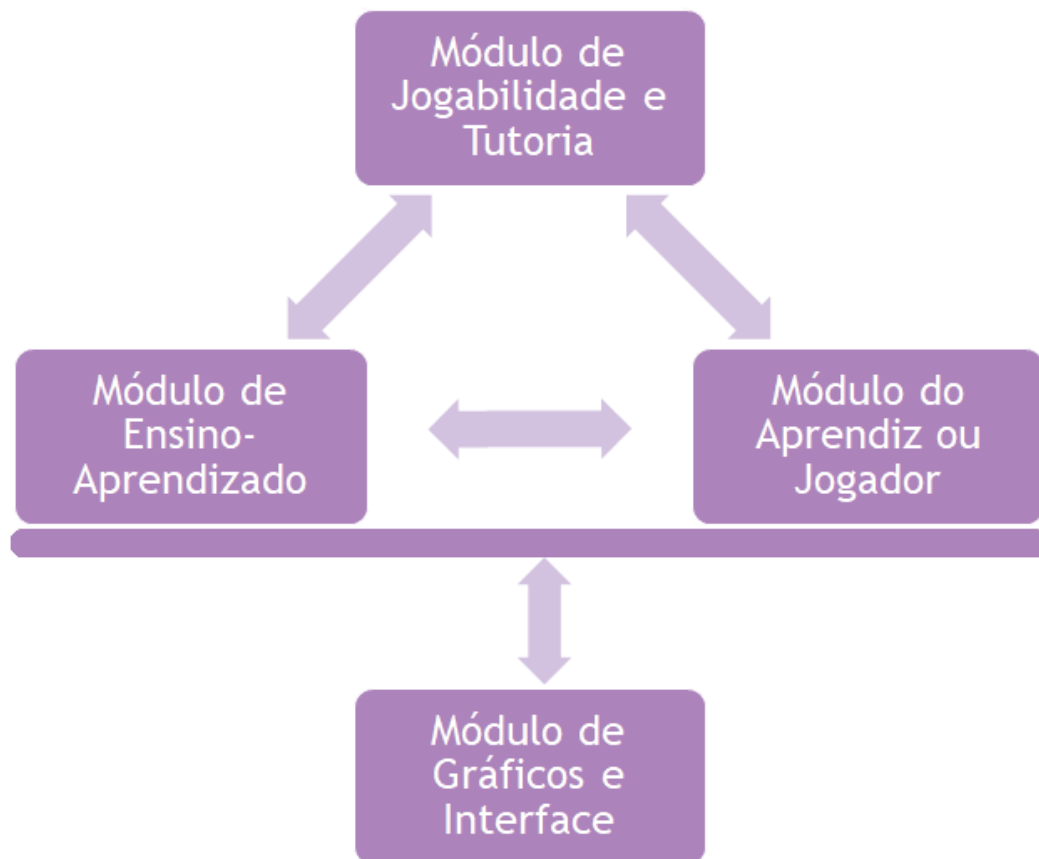 Módulo de
Jogabilidade e
Tutoria
Módulo de
Ensino-
Aprendizado
Módulo do
Aprendiz ou
Jogador
Módulo de
Gráficos e
Interface